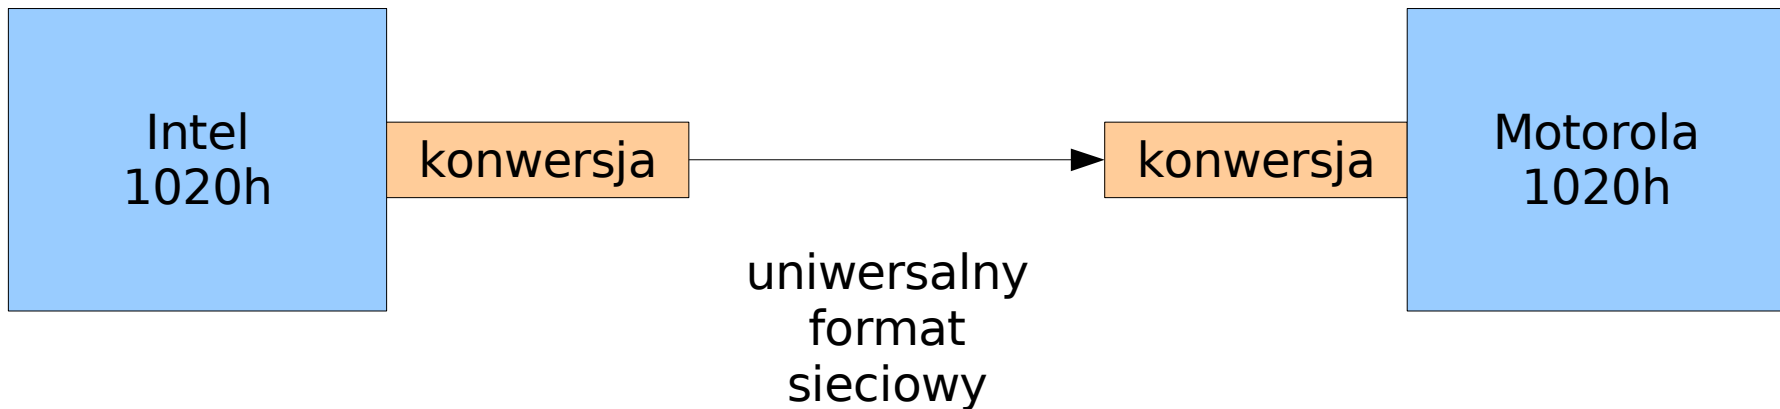 Intel
1020h
konwersja
uniwersalny
format
sieciowy
konwersja
Motorola
1020h